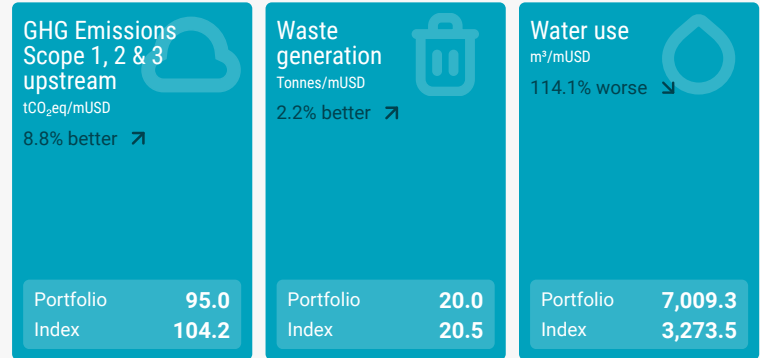 GHG Emissions
Scope 1, 2 & 3
upstream
tCO₂eq/mUSD
8.8% better
Portfolio 95.0
Index 104.2
Waste
generation
Tonnes/mUSD
2.2% better
Portfolio 20.0
Index 20.5
Water use
m³/mUSD
114.1% worse
Portfolio 7,009.3
Index 3,273.5